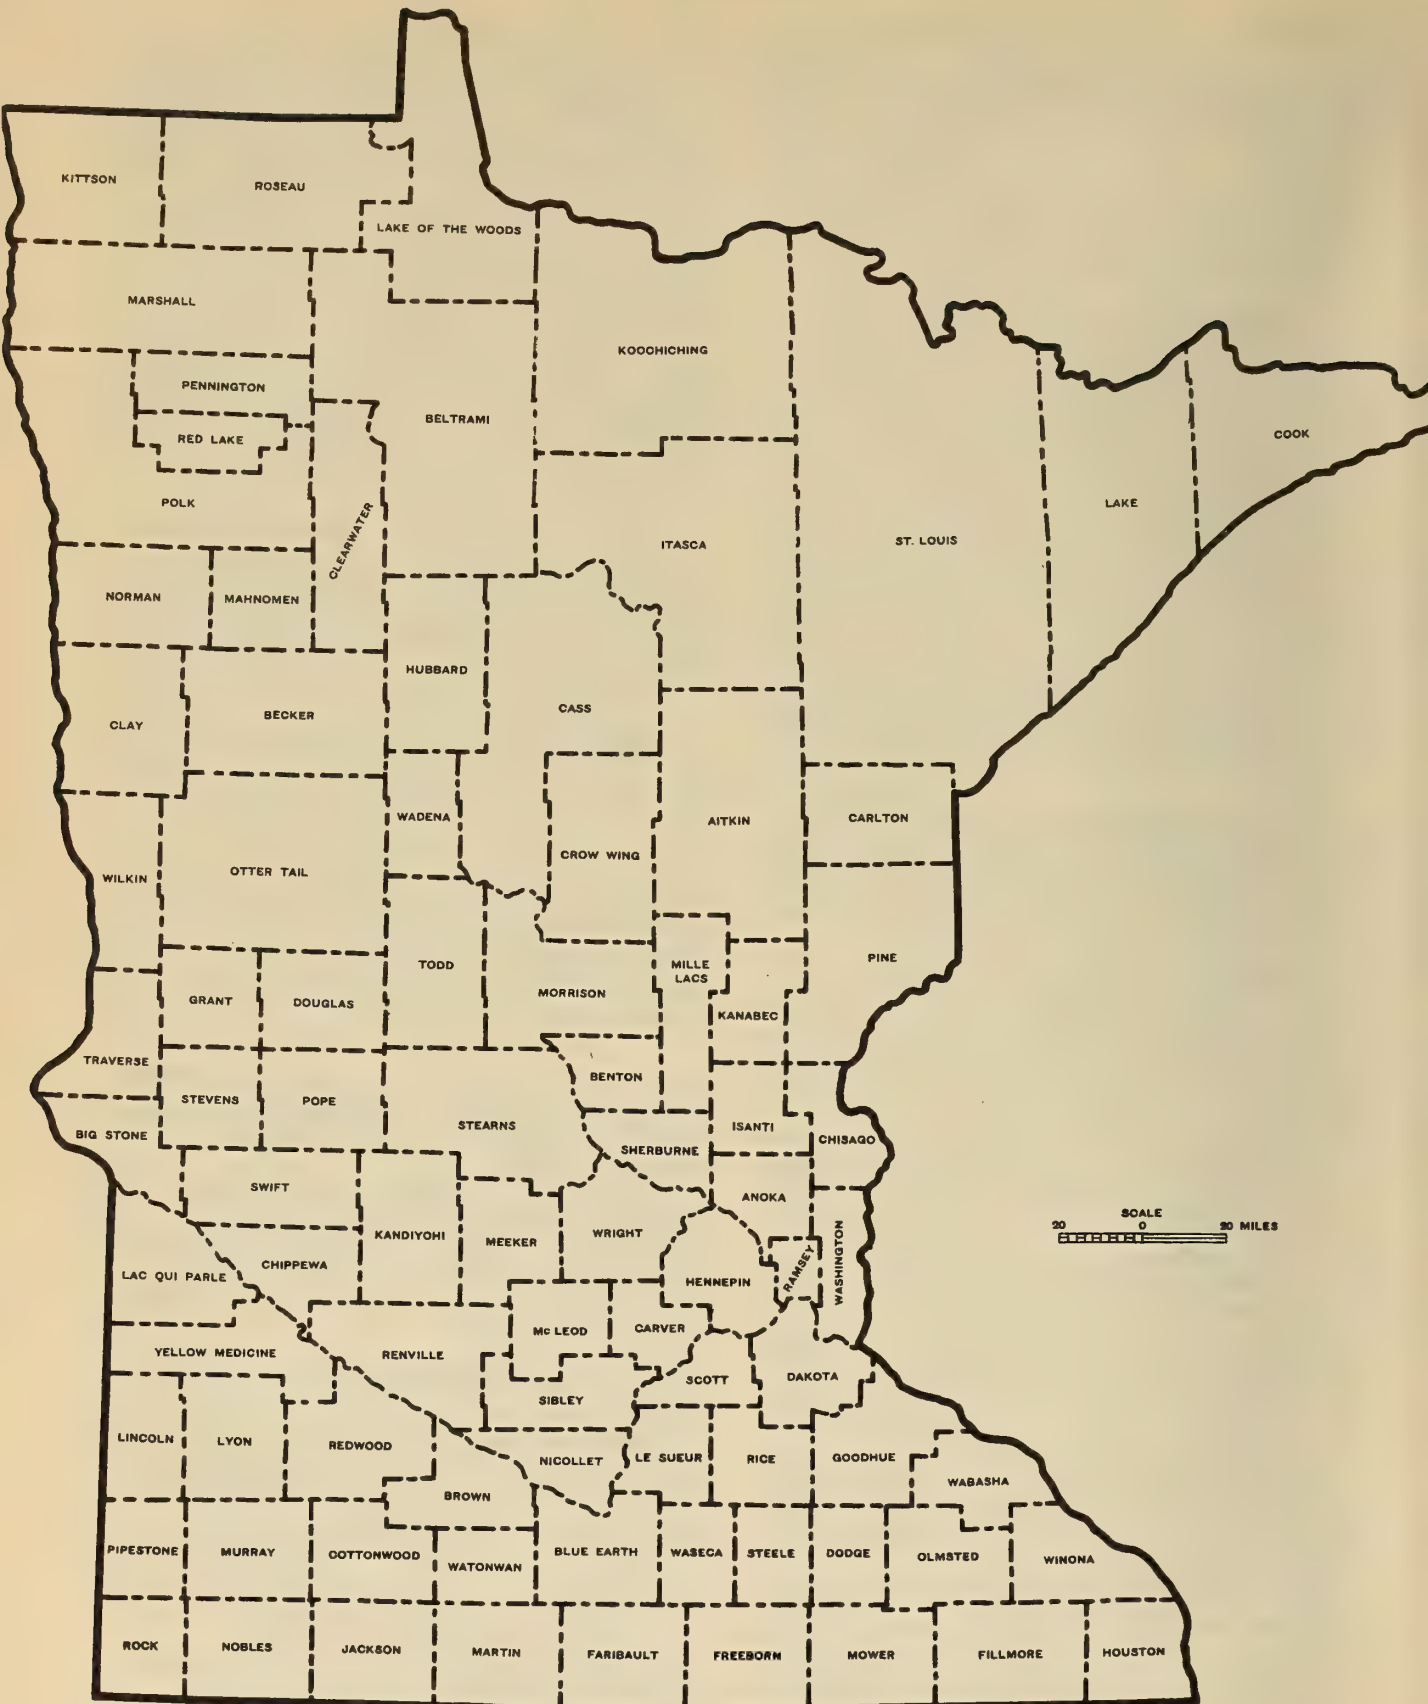 KITTSON
ROSEAU
LAKE OF THE WOODS
MARSHALL
KOOCHICHING
PENNINGTON
BELTRAMI
RED LAKE
COOK
POLK
LAKE
CLEARWATER
ITASCA
ST. LOUIS
NORMAN
MAHNOMEN
HUBBARD
CASS
BECKER
CLAY
WADENA
CARLTON
AITKIN
CROW WING
OTTER TAIL
WILKIN
PINE
TODD
MILLE
LACS
MORRISON
GRANT
DOUGLAS
KANABEC
TRAVERSE
BENTON
STEVENS
POPE
STEARNS
ISANTI
BIG STONE
CHISAGO
SHERBURNE
SWIFT
ANOKA
SCALE
20 0 20 MILES
KANDIYOHI
WRIGHT
MEEKER
WASHINGTON
CHIPPEWA
RAMSEY
LAC QUI PARLE
HENNEPIN
Mc LEOD
CARVER
YELLOW MEDICINE
RENVILLE
DAKOTA
SCOTT
SIBLEY
LINCOLN
LYON
REDWOOD
LE SUEUR
RICE
GOODHUE
NICOLLET
WABASHA
BROWN
PIPESTONE
MURRAY
COTTONWOOD
BLUE EARTH
WASECA
STEELE
DODGE
OLMSTED
WINONA
WATONWAN
ROCK
NOBLES
JACKSON
MARTIN
FARIBAULT
FREEBORN
MOWER
FILLMORE
HOUSTON